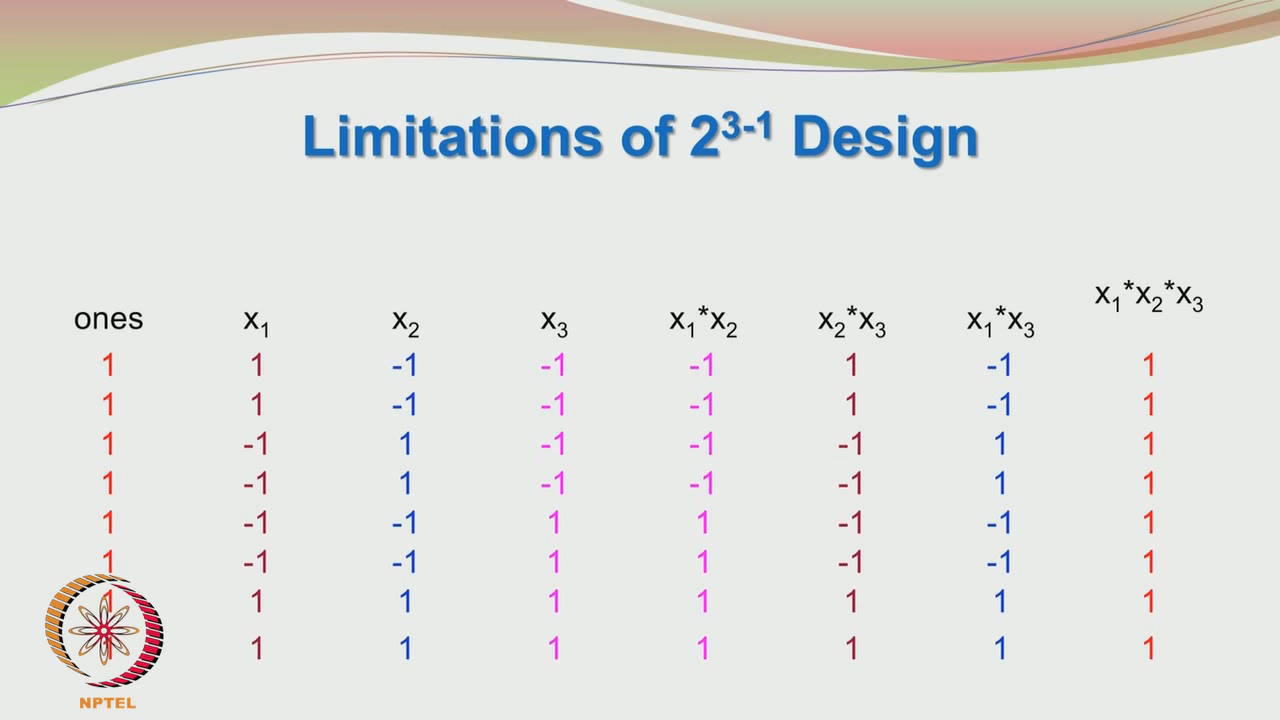 Limitations of 2³⁻¹ Design
ones x₁ x₂ x₃ x₁*x₂ x₂*x₃ x₁*x₃ x₁*x₂*x₃
1 1 -1 -1 -1 1 -1 1
1 1 -1 -1 -1 1 -1 1
1 -1 1 -1 -1 -1 1 1
1 -1 1 -1 -1 -1 1 1
1 -1 -1 1 1 -1 -1 1
1 -1 -1 1 1 -1 -1 1
1 1 1 1 1 1 1 1
1 1 1 1 1 1 1 1
NPTEL